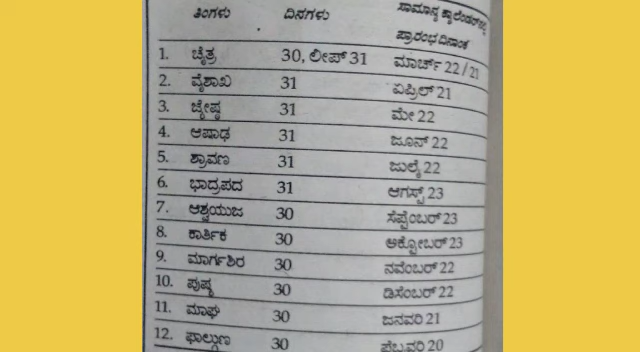 ತಿಂಗಳು ದಿನಗಳು ಸಾಮಾನ್ಯ ಕ್ಯಾಲೆಂಡರ್
ಪ್ರಾರಂಭ ದಿನಾಂಕ
1. ಚೈತ್ರ 30, ಲೀಪ್ 31 ಮಾರ್ಚ್ 22 / 21
2. ವೈಶಾಖ 31 ಏಪ್ರಿಲ್ 21
3. ಜ್ಯೇಷ್ಠ 31 ಮೇ 22
4. ಆಷಾಢ 31 ಜೂನ್ 22
5. ಶ್ರಾವಣ 31 ಜುಲೈ 22
6. ಭಾದ್ರಪದ 31 ಆಗಸ್ಟ್ 23
7. ಆಶ್ವಯುಜ 30 ಸೆಪ್ಟೆಂಬರ್ 23
8. ಕಾರ್ತಿಕ 30 ಅಕ್ಟೋಬರ್ 23
9. ಮಾರ್ಗಶಿರ 30 ನವೆಂಬರ್ 22
10. ಪುಷ್ಯ 30 ಡಿಸೆಂಬರ್ 22
11. ಮಾಘ 30 ಜನವರಿ 21
12. ಫಾಲ್ಗುಣ 30 ಫೆಬ್ರವರಿ 20